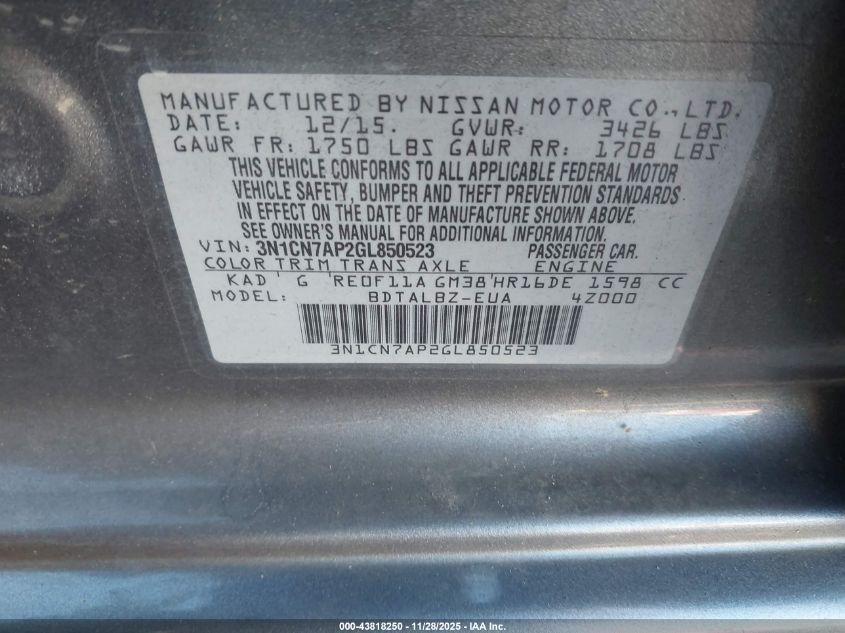 MANUFACTURED BY NISSAN MOTOR CO., LTD.
DATE: 12/15. GVWR: 3426 LBS
GAWR FR: 1750 LBS GAWR RR: 1708 LBS
THIS VEHICLE CONFORMS TO ALL APPLICABLE FEDERAL MOTOR
VEHICLE SAFETY, BUMPER AND THEFT PREVENTION STANDARDS
IN EFFECT ON THE DATE OF MANUFACTURE SHOWN ABOVE.
SEE OWNER'S MANUAL FOR ADDITIONAL INFORMATION.
VIN: 3N1CN7AP2GL850523 PASSENGER CAR.
COLOR TRIM TRANS AXLE ENGINE
KAD G RE0F11A GM38 HR16DE 1598 CC
MODEL: BDTALBZ-EUA 4Z000
3N1CN7AP2GL850523
000-43818250 - 11/28/2025 - IAAI.COM